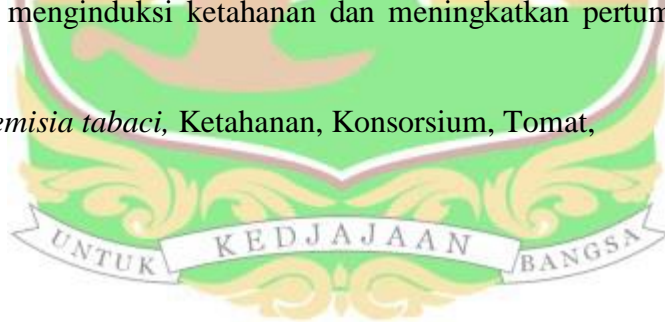 menginduksi ketahanan dan meningkatkan pertum
emisia tabaci, Ketahanan, Konsorsium, Tomat,
UNTUK KEDJAJAAN BANGSA